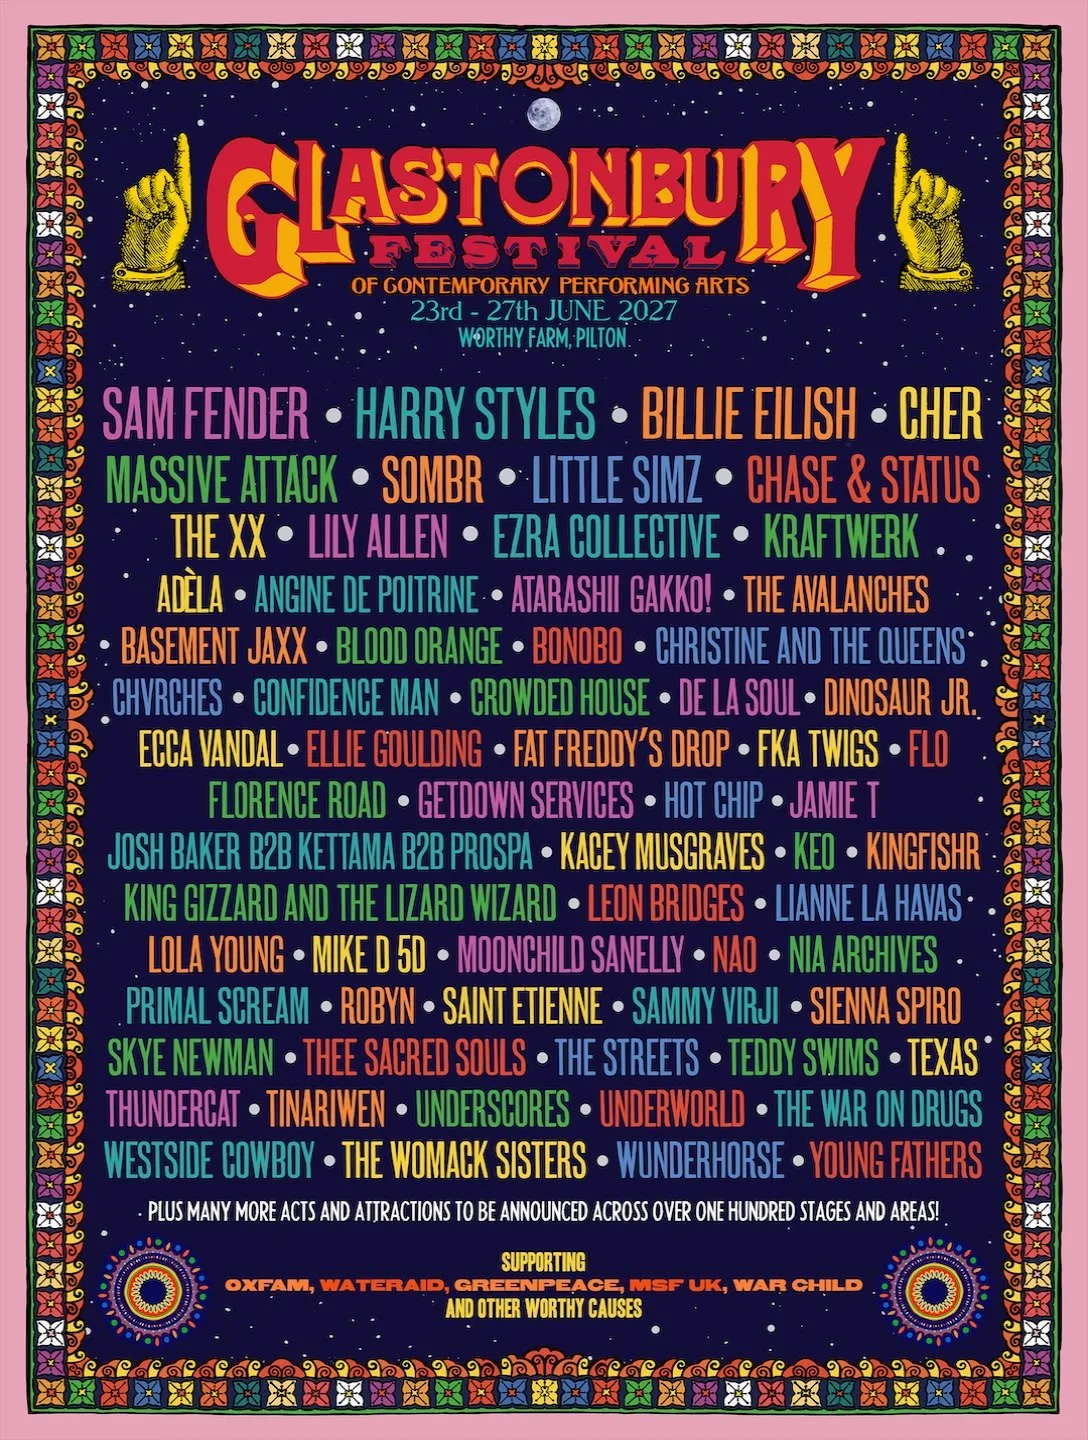 GLASTONBURY
FESTIVAL
OF CONTEMPORARY PERFORMING ARTS
23rd - 27th JUNE 2027
WORTHY FARM, PILTON
SAM FENDER • HARRY STYLES • BILLIE EILISH • CHER
MASSIVE ATTACK • SOMBR • LITTLE SIMZ • CHASE & STATUS
THE XX • LILY ALLEN • EZRA COLLECTIVE • KRAFTWERK
ADÈLA • ANGINE DE POITRINE • ATARASHII GAKKO! • THE AVALANCHES
BASEMENT JAXX • BLOOD ORANGE • BONOBO • CHRISTINE AND THE QUEENS
CHVRCHES • CONFIDENCE MAN • CROWDED HOUSE • DE LA SOUL • DINOSAUR JR.
ECCA VANDAL • ELLIE GOULDING • FAT FREDDY'S DROP • FKA TWIGS • FLO
FLORENCE ROAD • GETDOWN SERVICES • HOT CHIP • JAMIE T
JOSH BAKER B2B KETTAMA B2B PROSPA • KACEY MUSGRAVES • KEO • KINGFISHR
KING GIZZARD AND THE LIZARD WIZARD • LEON BRIDGES • LIANNE LA HAVAS
LOLA YOUNG • MIKE D 5D • MOONCHILD SANELLY • NAO • NIA ARCHIVES
PRIMAL SCREAM • ROBYN • SAINT ETIENNE • SAMMY VIRJI • SIENNA SPIRO
SKYE NEWMAN • THEE SACRED SOULS • THE STREETS • TEDDY SWIMS • TEXAS
THUNDERCAT • TINARIWEN • UNDERSCORES • UNDERWORLD • THE WAR ON DRUGS
WESTSIDE COWBOY • THE WOMACK SISTERS • WUNDERHORSE • YOUNG FATHERS
PLUS MANY MORE ACTS AND ATTRACTIONS TO BE ANNOUNCED ACROSS OVER ONE HUNDRED STAGES AND AREAS!
SUPPORTING
OXFAM, WATERAID, GREENPEACE, MSF UK, WAR CHILD
AND OTHER WORTHY CAUSES